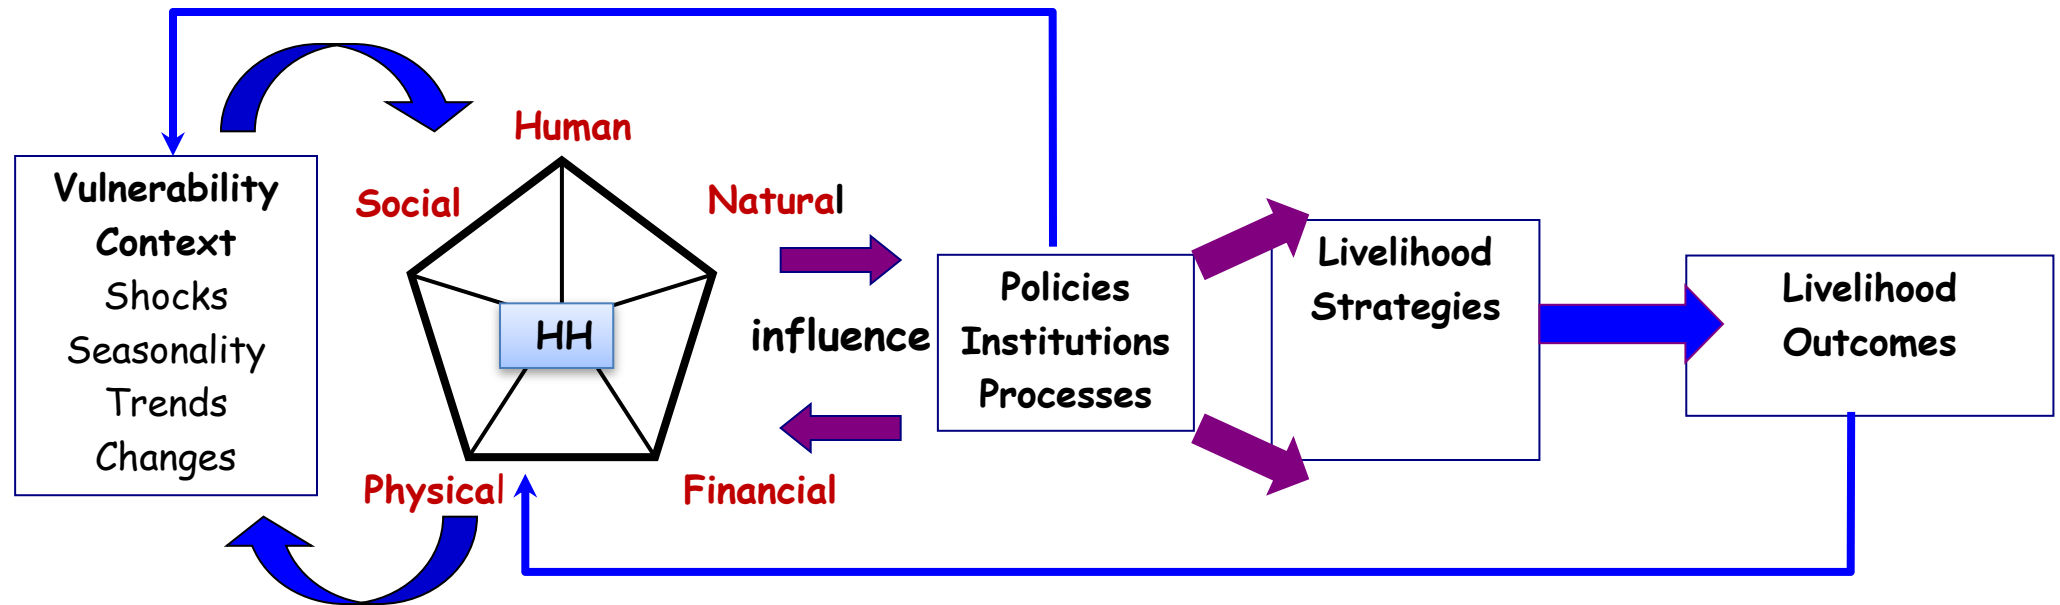 Vulnerability
Context
Shocks
Seasonality
Trends
Changes
Human
Social
Natural
HH
Physical
Financial
influence
Policies
Institutions
Processes
Livelihood
Strategies
Livelihood
Outcomes